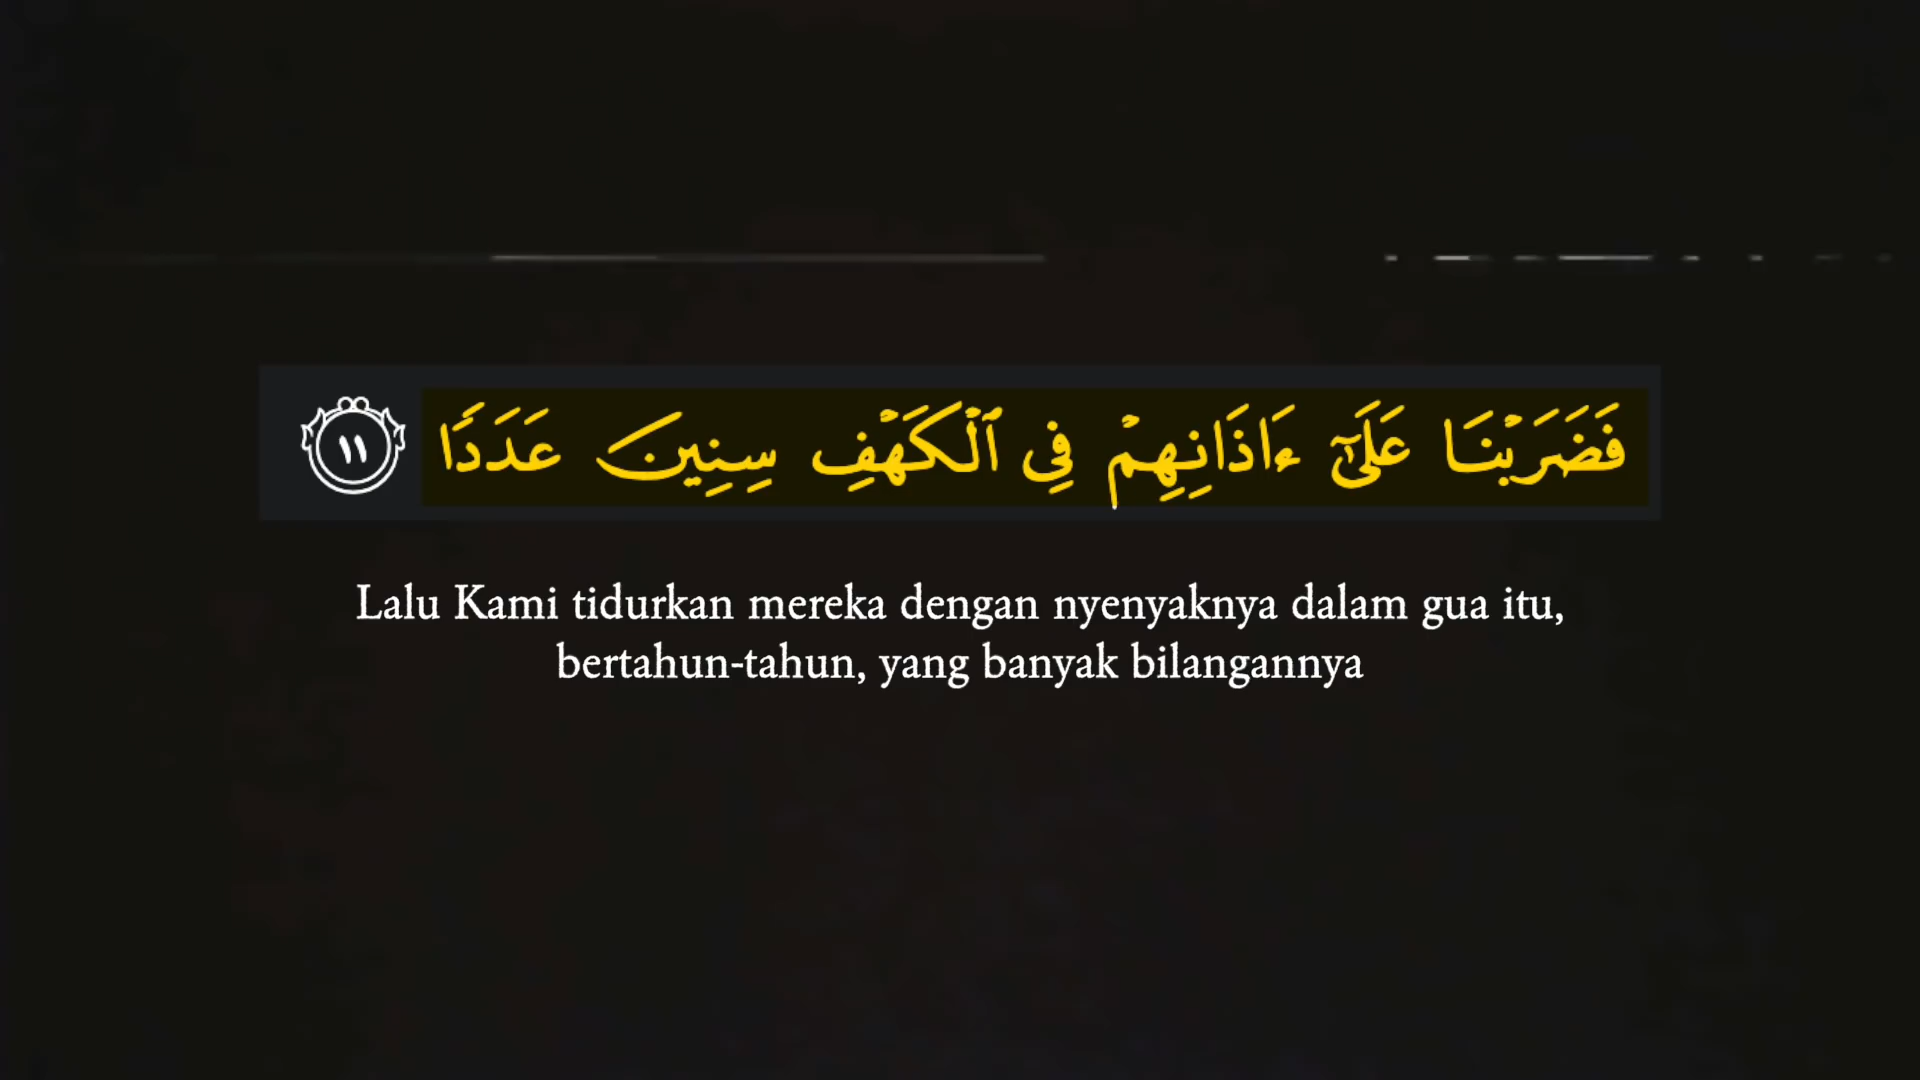 فَضَرَبْنَا عَلَىٰٓ ءَاذَانِهِمْ فِى ٱلْكَهْفِ سِنِينَ عَدَدًا ١١
Lalu Kami tidurkan mereka dengan nyenyaknya dalam gua itu,
bertahun-tahun, yang banyak bilangannya